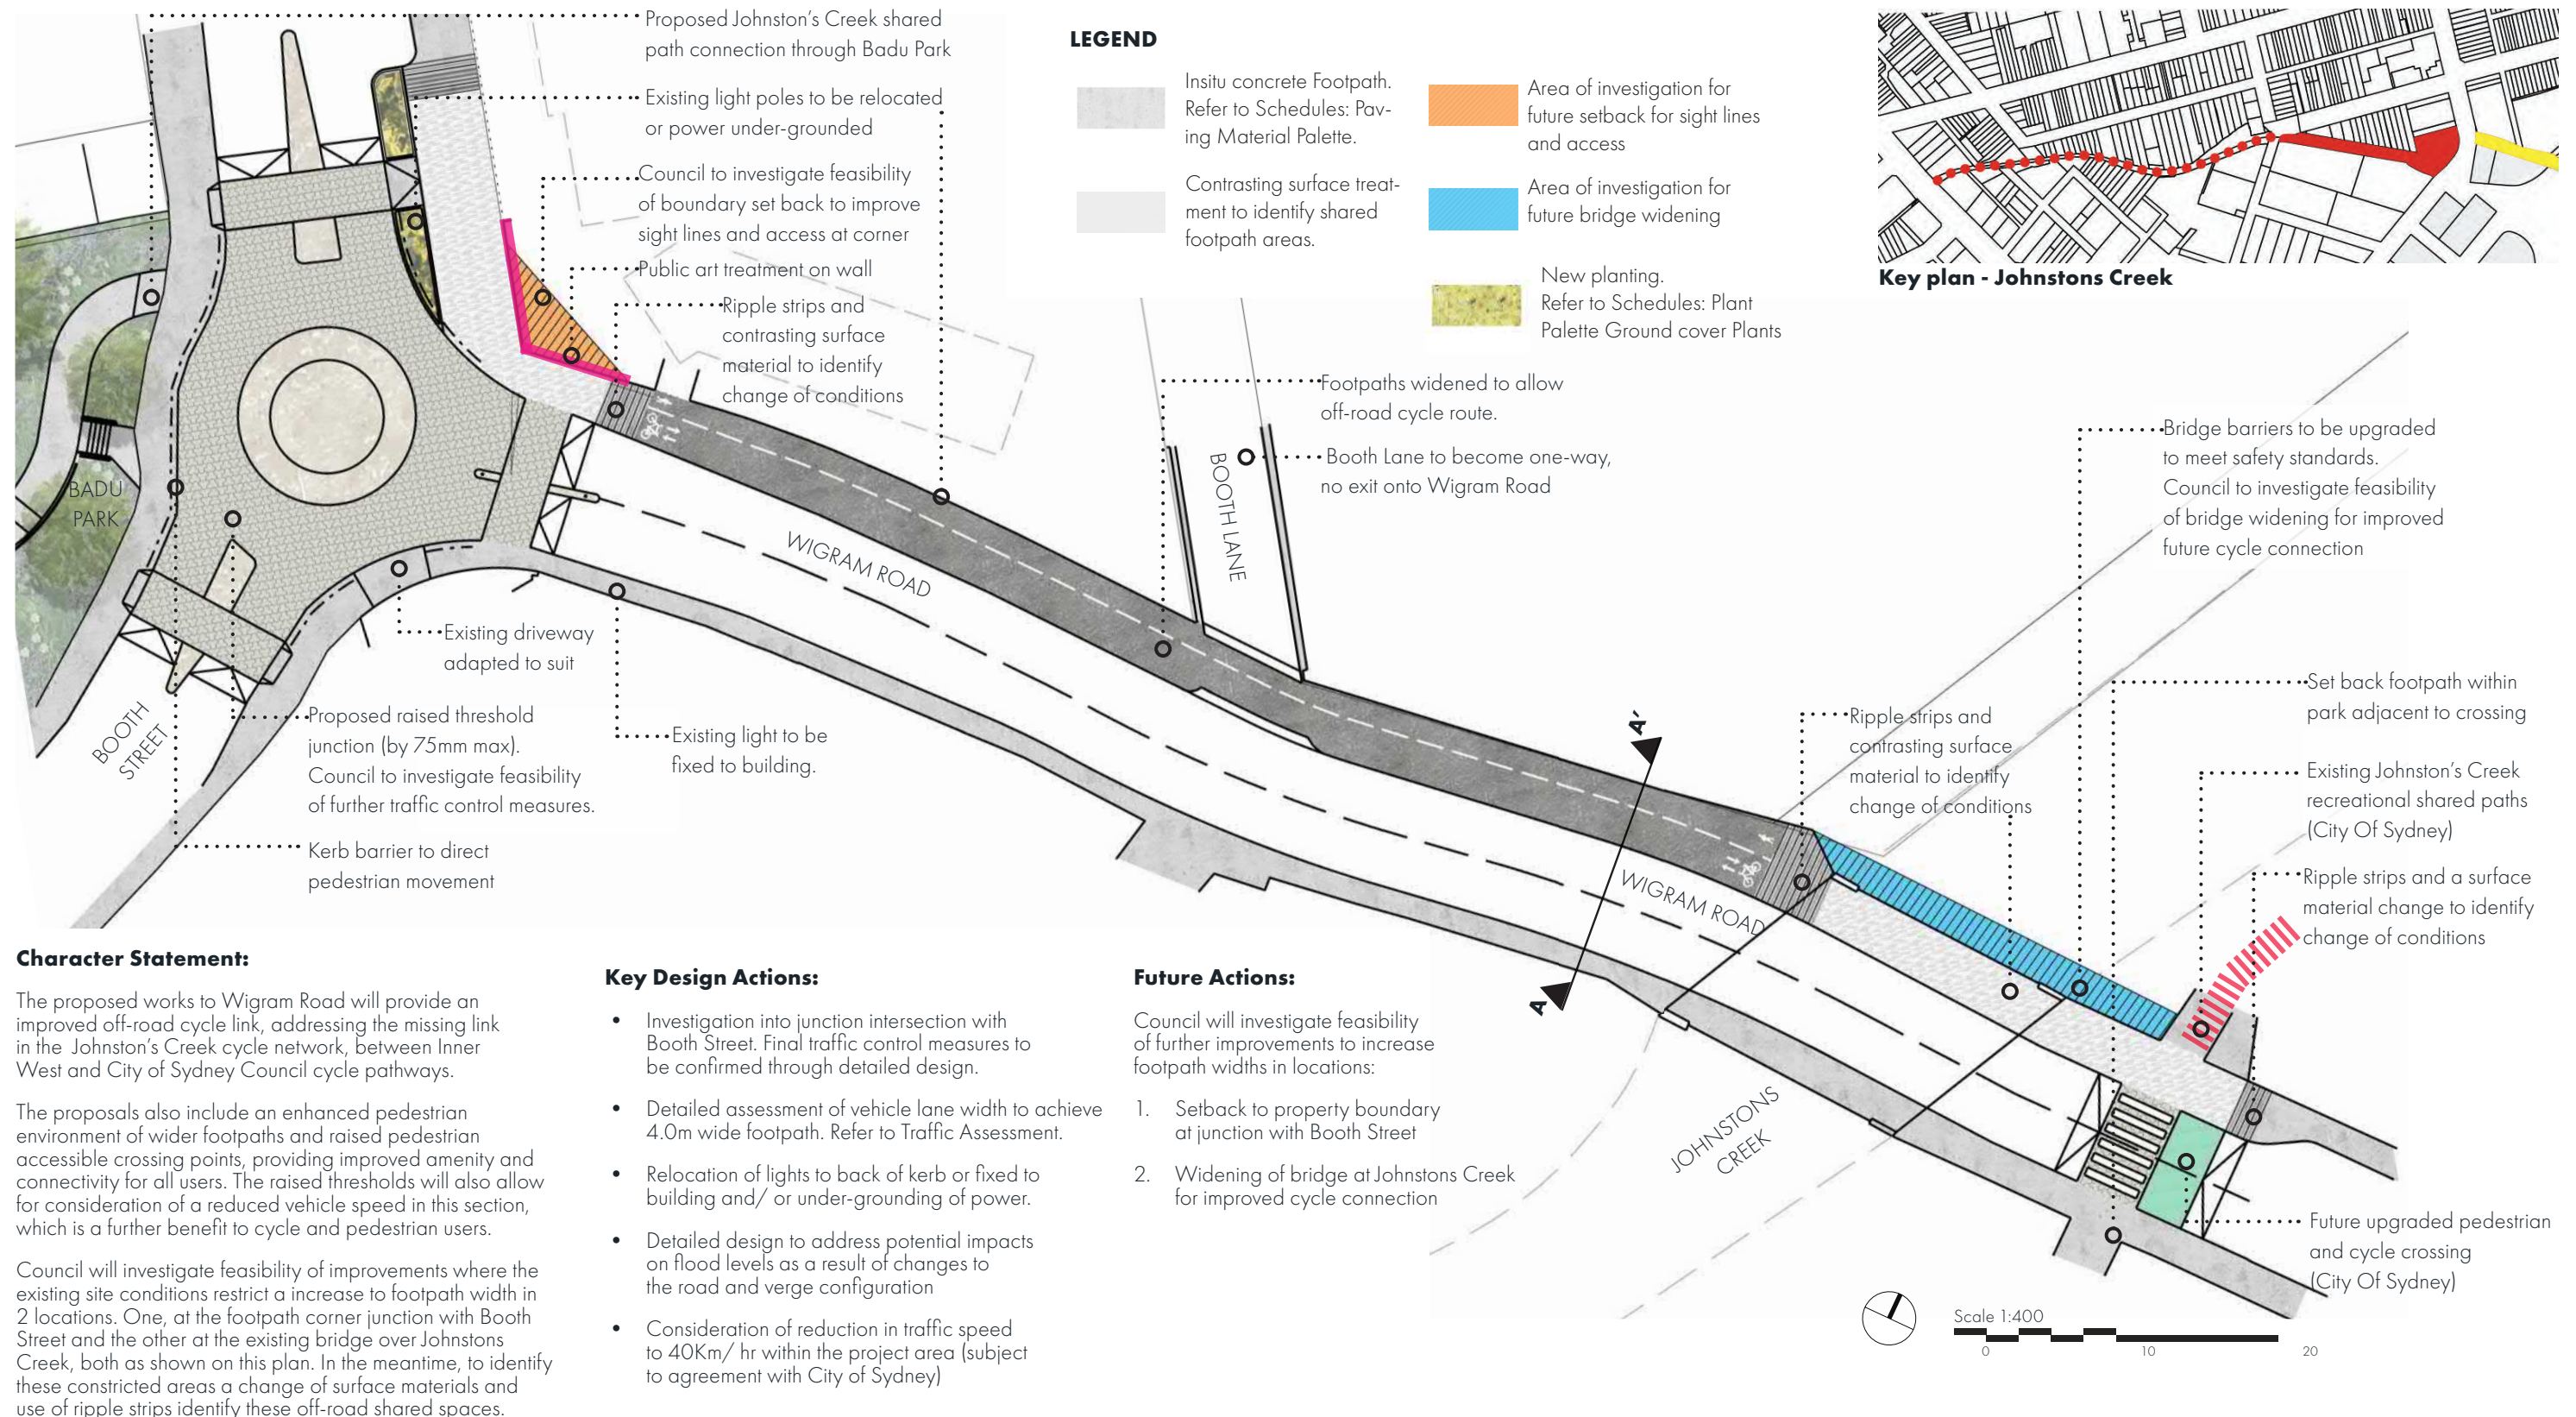 Proposed Johnston's Creek shared
path connection through Badu Park
Existing light poles to be relocated
or power under-grounded
Council to investigate feasibility
of boundary set back to improve
sight lines and access at corner
Public art treatment on wall
Ripple strips and
contrasting surface
material to identify
change of conditions
LEGEND
Insitu concrete Footpath.
Refer to Schedules: Pav-
ing Material Palette.
Contrasting surface treat-
ment to identify shared
footpath areas.
Area of investigation for
future setback for sight lines
and access
Area of investigation for
future bridge widening
New planting.
Refer to Schedules: Plant
Palette Ground cover Plants
Key plan - Johnstons Creek
Footpaths widened to allow
off-road cycle route.
Booth Lane to become one-way,
no exit onto Wigram Road
BOOTH LANE
Bridge barriers to be upgraded
to meet safety standards.
Council to investigate feasibility
of bridge widening for improved
future cycle connection
BADU
PARK
WIGRAM ROAD
Existing driveway
adapted to suit
BOOTH
STREET
Proposed raised threshold
junction (by 75mm max).
Council to investigate feasibility
of further traffic control measures.
Existing light to be
fixed to building.
Kerb barrier to direct
pedestrian movement
A'
A
Ripple strips and
contrasting surface
material to identify
change of conditions
WIGRAM ROAD
Set back footpath within
park adjacent to crossing
Existing Johnston's Creek
recreational shared paths
(City Of Sydney)
Ripple strips and a surface
material change to identify
change of conditions
JOHNSTONS
CREEK
Future upgraded pedestrian
and cycle crossing
(City Of Sydney)
Scale 1:400
0 10 20
Character Statement:
The proposed works to Wigram Road will provide an
improved off-road cycle link, addressing the missing link
in the Johnston's Creek cycle network, between Inner
West and City of Sydney Council cycle pathways.
The proposals also include an enhanced pedestrian
environment of wider footpaths and raised pedestrian
accessible crossing points, providing improved amenity and
connectivity for all users. The raised thresholds will also allow
for consideration of a reduced vehicle speed in this section,
which is a further benefit to cycle and pedestrian users.
Council will investigate feasibility of improvements where the
existing site conditions restrict a increase to footpath width in
2 locations. One, at the footpath corner junction with Booth
Street and the other at the existing bridge over Johnstons
Creek, both as shown on this plan. In the meantime, to identify
these constricted areas a change of surface materials and
use of ripple strips identify these off-road shared spaces.
Key Design Actions:
• Investigation into junction intersection with
Booth Street. Final traffic control measures to
be confirmed through detailed design.
• Detailed assessment of vehicle lane width to achieve
4.0m wide footpath. Refer to Traffic Assessment.
• Relocation of lights to back of kerb or fixed to
building and/ or under-grounding of power.
• Detailed design to address potential impacts
on flood levels as a result of changes to
the road and verge configuration
• Consideration of reduction in traffic speed
to 40Km/ hr within the project area (subject
to agreement with City of Sydney)
Future Actions:
Council will investigate feasibility
of further improvements to increase
footpath widths in locations:
1. Setback to property boundary
at junction with Booth Street
2. Widening of bridge at Johnstons Creek
for improved cycle connection